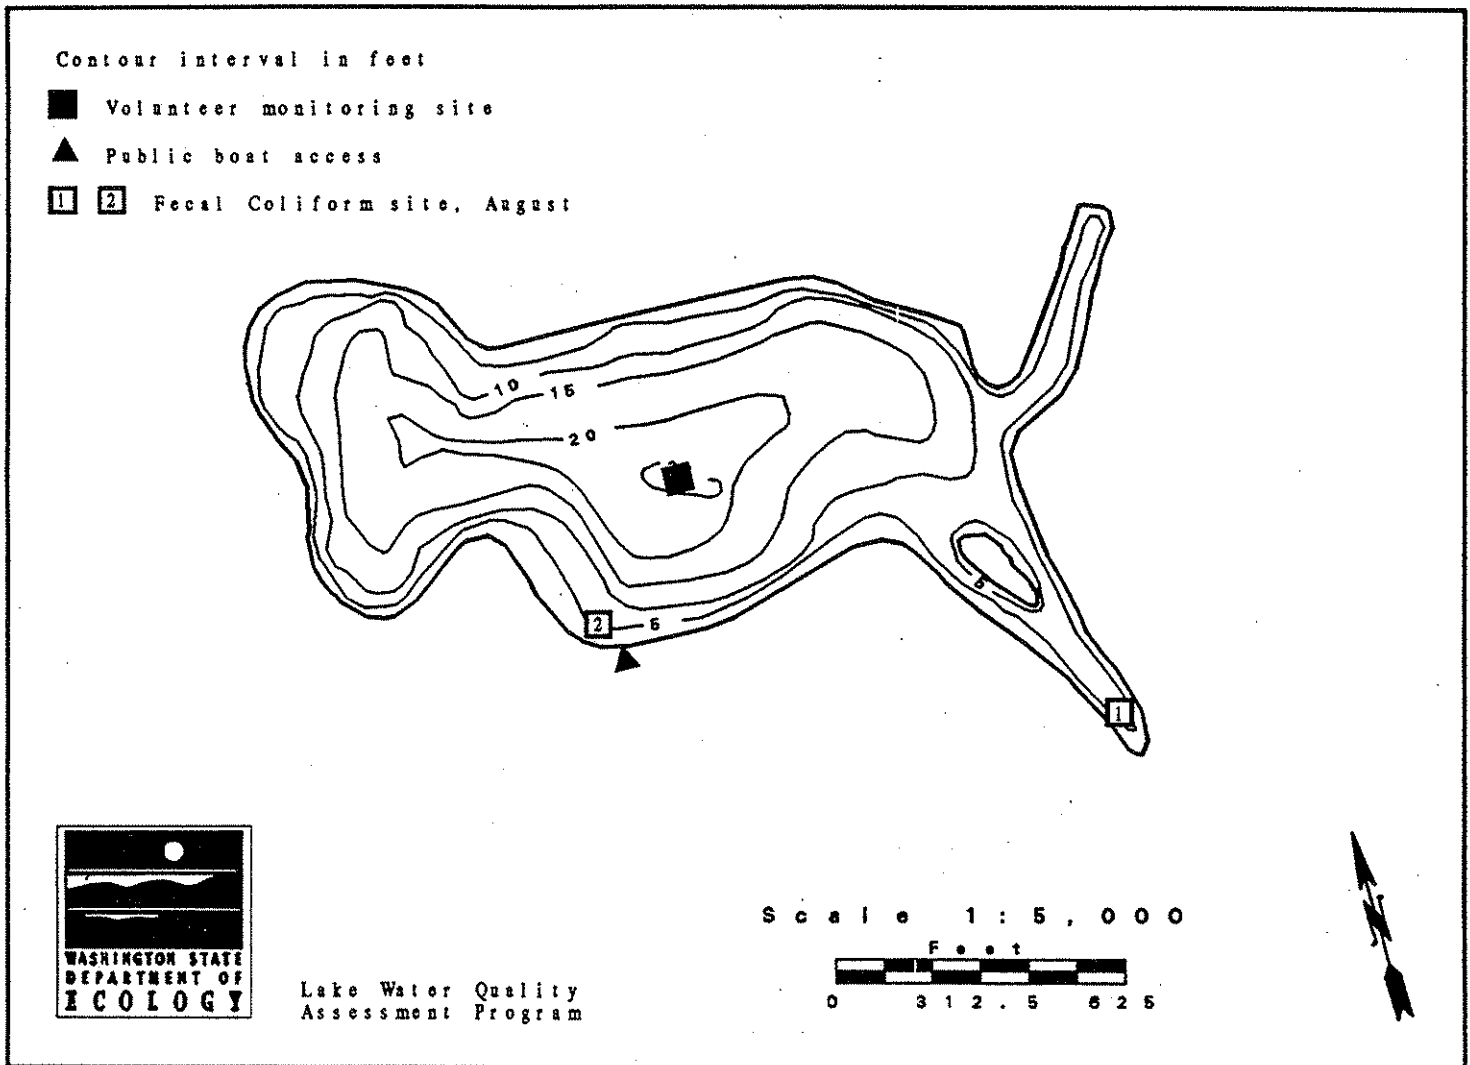 Contour interval in feet
Volunteer monitoring site
Public boat access
1 2 Fecal Coliform site, August
10
15
20
5
2
5
1
WASHINGTON STATE
DEPARTMENT OF
ECOLOGY
Lake Water Quality
Assessment Program
Scale 1:5,000
Feet
0 312.5 625
N